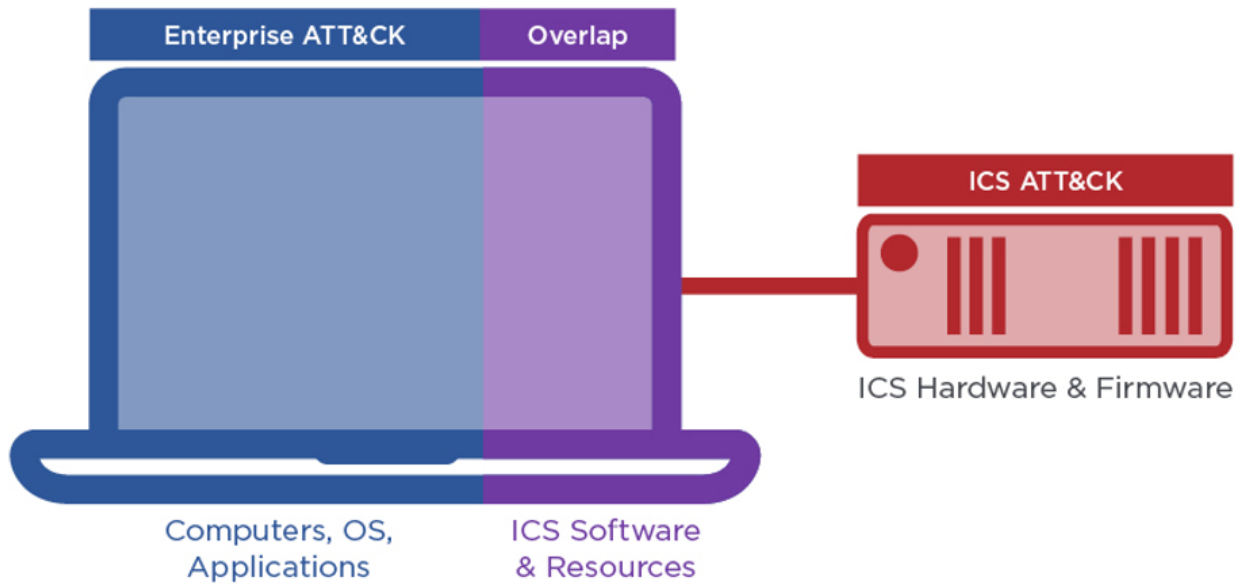 Enterprise ATT&CK
Overlap
ICS ATT&CK
ICS Hardware & Firmware
Computers, OS,
Applications
ICS Software
& Resources